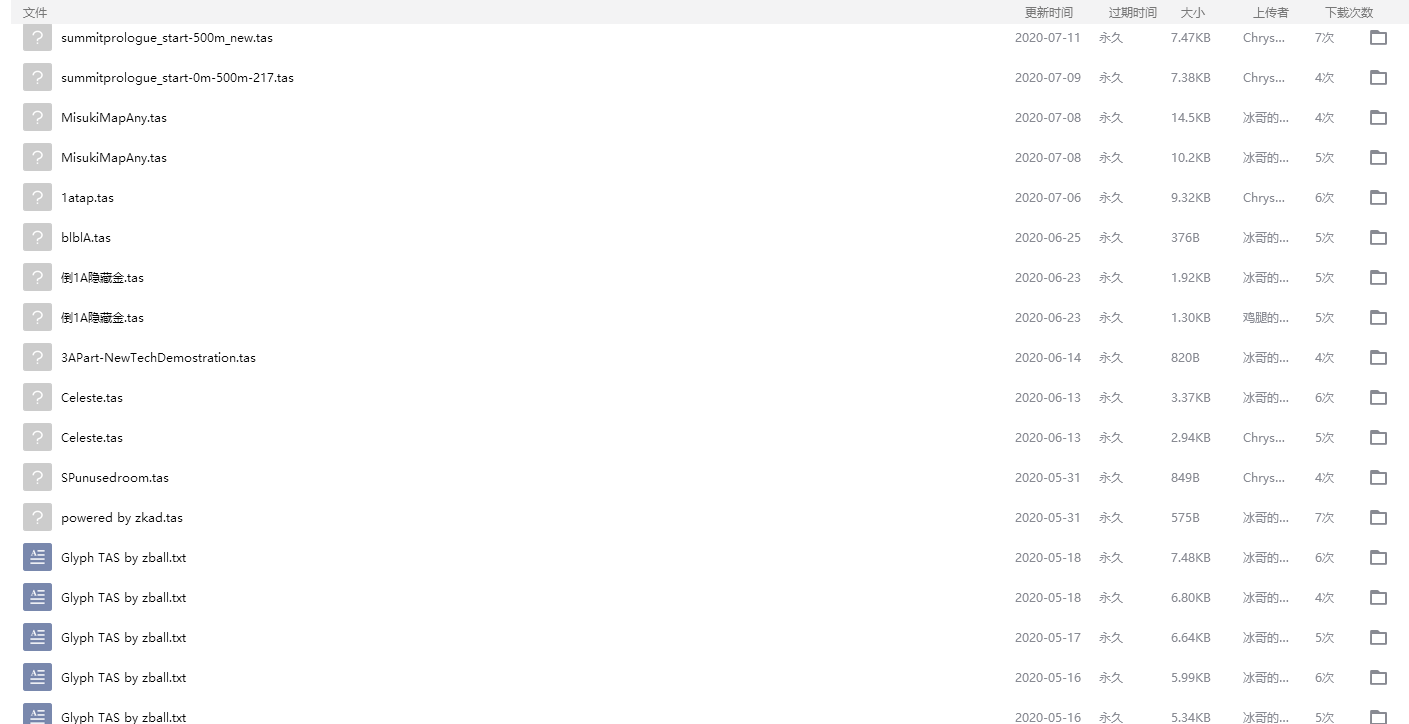 文件 更新时间 过期时间 大小 上传者 下载次数
summitprologue_start-500m_new.tas 2020-07-11 永久 7.47KB Chrys... 7次
summitprologue_start-0m-500m-217.tas 2020-07-09 永久 7.38KB Chrys... 4次
MisukiMapAny.tas 2020-07-08 永久 14.5KB 冰哥的... 4次
MisukiMapAny.tas 2020-07-08 永久 10.2KB 冰哥的... 5次
1atap.tas 2020-07-06 永久 9.32KB Chrys... 6次
blblA.tas 2020-06-25 永久 376B 冰哥的... 5次
倒1A隐藏金.tas 2020-06-23 永久 1.92KB 冰哥的... 5次
倒1A隐藏金.tas 2020-06-23 永久 1.30KB 鸡腿的... 5次
3APart-NewTechDemostration.tas 2020-06-14 永久 820B 冰哥的... 4次
Celeste.tas 2020-06-13 永久 3.37KB 冰哥的... 6次
Celeste.tas 2020-06-13 永久 2.94KB Chrys... 5次
SPunusedroom.tas 2020-05-31 永久 849B Chrys... 4次
powered by zkad.tas 2020-05-31 永久 575B 冰哥的... 7次
Glyph TAS by zball.txt 2020-05-18 永久 7.48KB 冰哥的... 6次
Glyph TAS by zball.txt 2020-05-18 永久 6.80KB 冰哥的... 4次
Glyph TAS by zball.txt 2020-05-17 永久 6.64KB 冰哥的... 5次
Glyph TAS by zball.txt 2020-05-16 永久 5.99KB 冰哥的... 6次
Glyph TAS by zball.txt 2020-05-16 永久 5.34KB 冰哥的... 5次